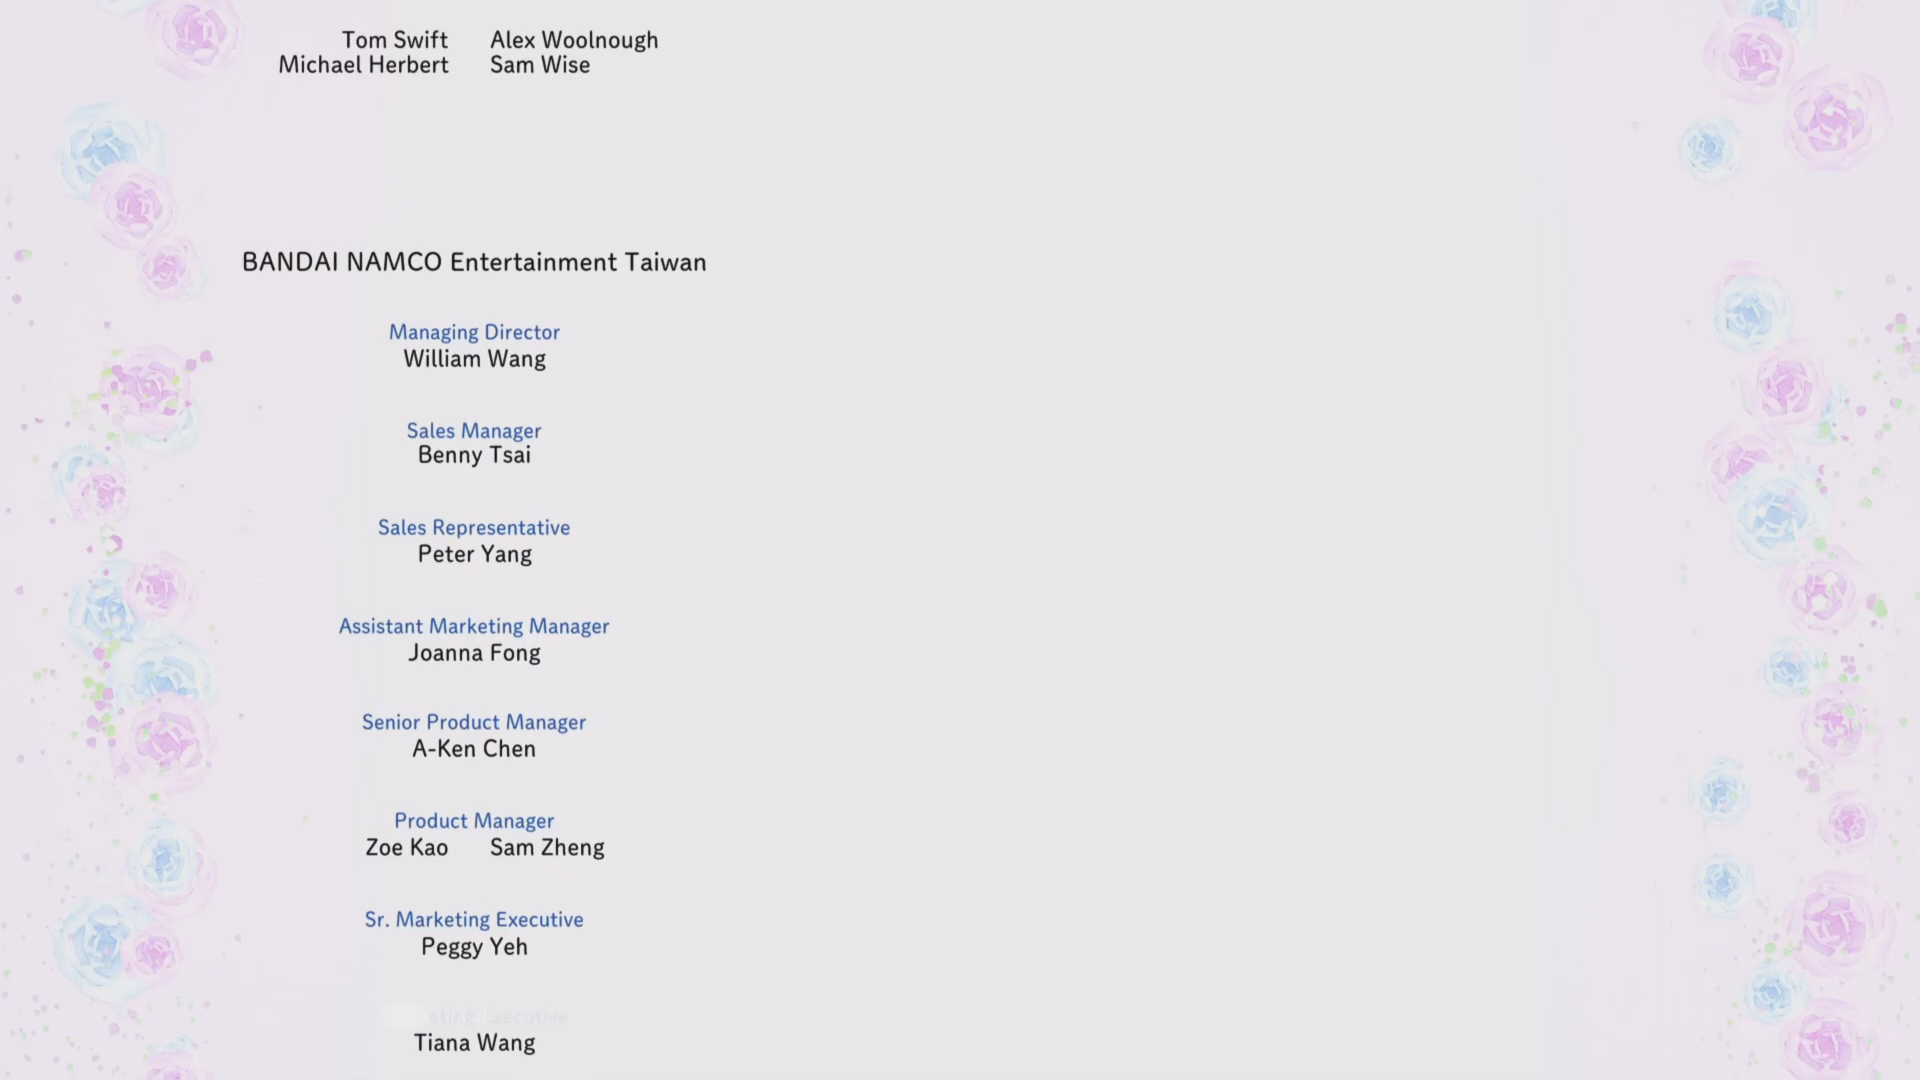 Tom Swift Alex Woolnough
Michael Herbert Sam Wise
BANDAI NAMCO Entertainment Taiwan
Managing Director
William Wang
Sales Manager
Benny Tsai
Sales Representative
Peter Yang
Assistant Marketing Manager
Joanna Fong
Senior Product Manager
A-Ken Chen
Product Manager
Zoe Kao Sam Zheng
Sr. Marketing Executive
Peggy Yeh
Executive
Tiana Wang